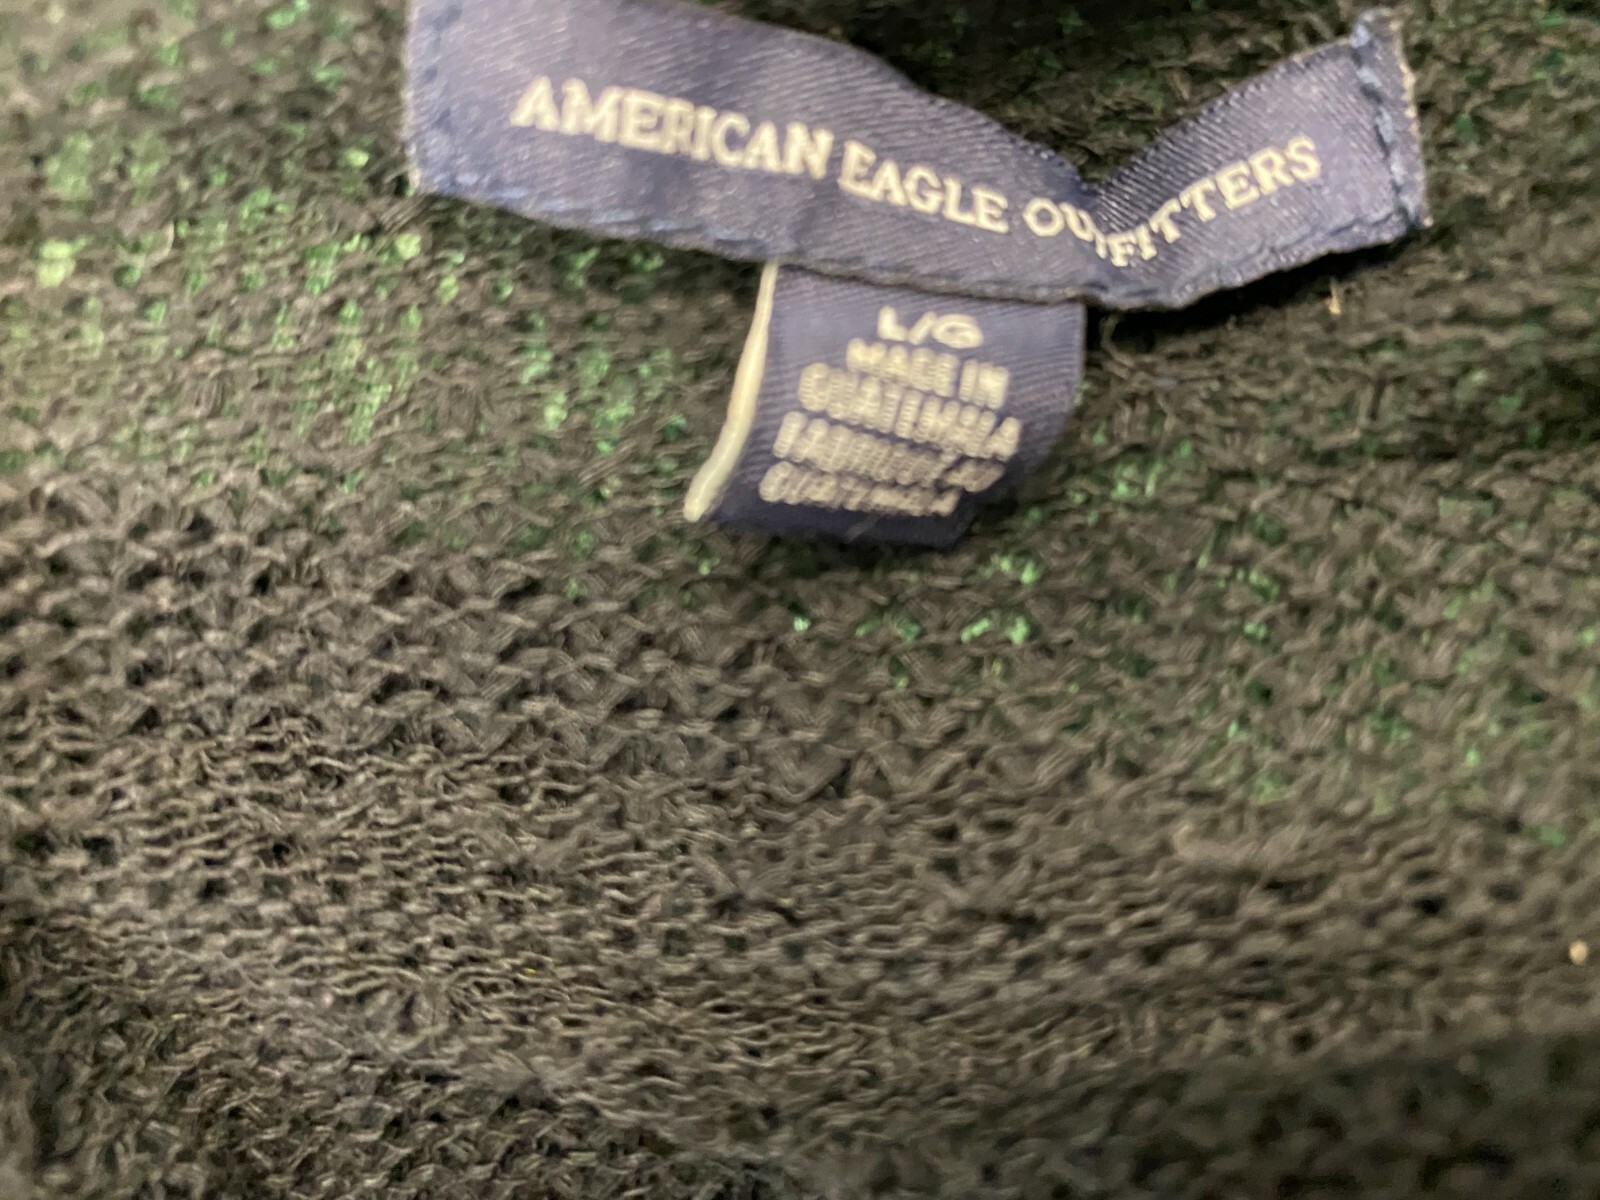 AMERICAN EAGLE OUTFITTERS
L/G
MADE IN
GUATEMALA